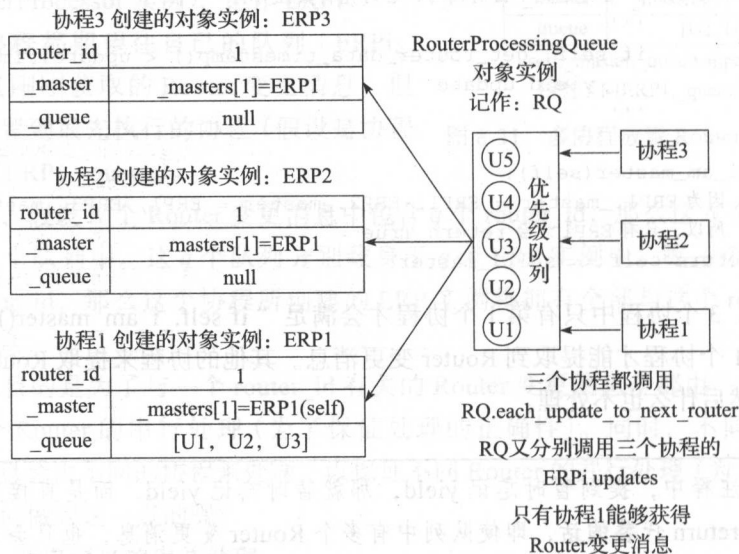 协程3 创建的对象实例：ERP3
router_id 1
_master _masters[1]=ERP1
_queue null
协程2 创建的对象实例：ERP2
router_id 1
_master _masters[1]=ERP1
_queue null
协程1 创建的对象实例：ERP1
router_id 1
_master _masters[1]=ERP1(self)
_queue [U1，U2，U3]
RouterProcessingQueue
对象实例
记作：RQ
U5
U4
U3
U2
U1
优先级队列
协程3
协程2
协程1
三个协程都调用
RQ.each_update_to_next_router
RQ又分别调用三个协程的
ERPi.updates
只有协程1能够获得
Router变更消息